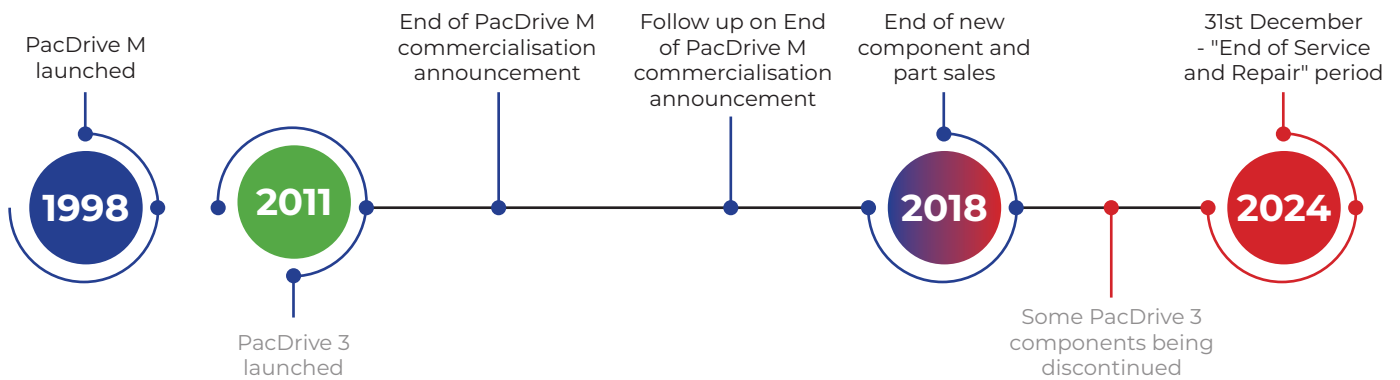 PacDrive M
launched
1998
2011
PacDrive 3
launched
End of PacDrive M
commercialisation
announcement
Follow up on End
of PacDrive M
commercialisation
announcement
End of new
component and
part sales
2018
Some PacDrive 3
components being
discontinued
31st December
- "End of Service
and Repair" period
2024